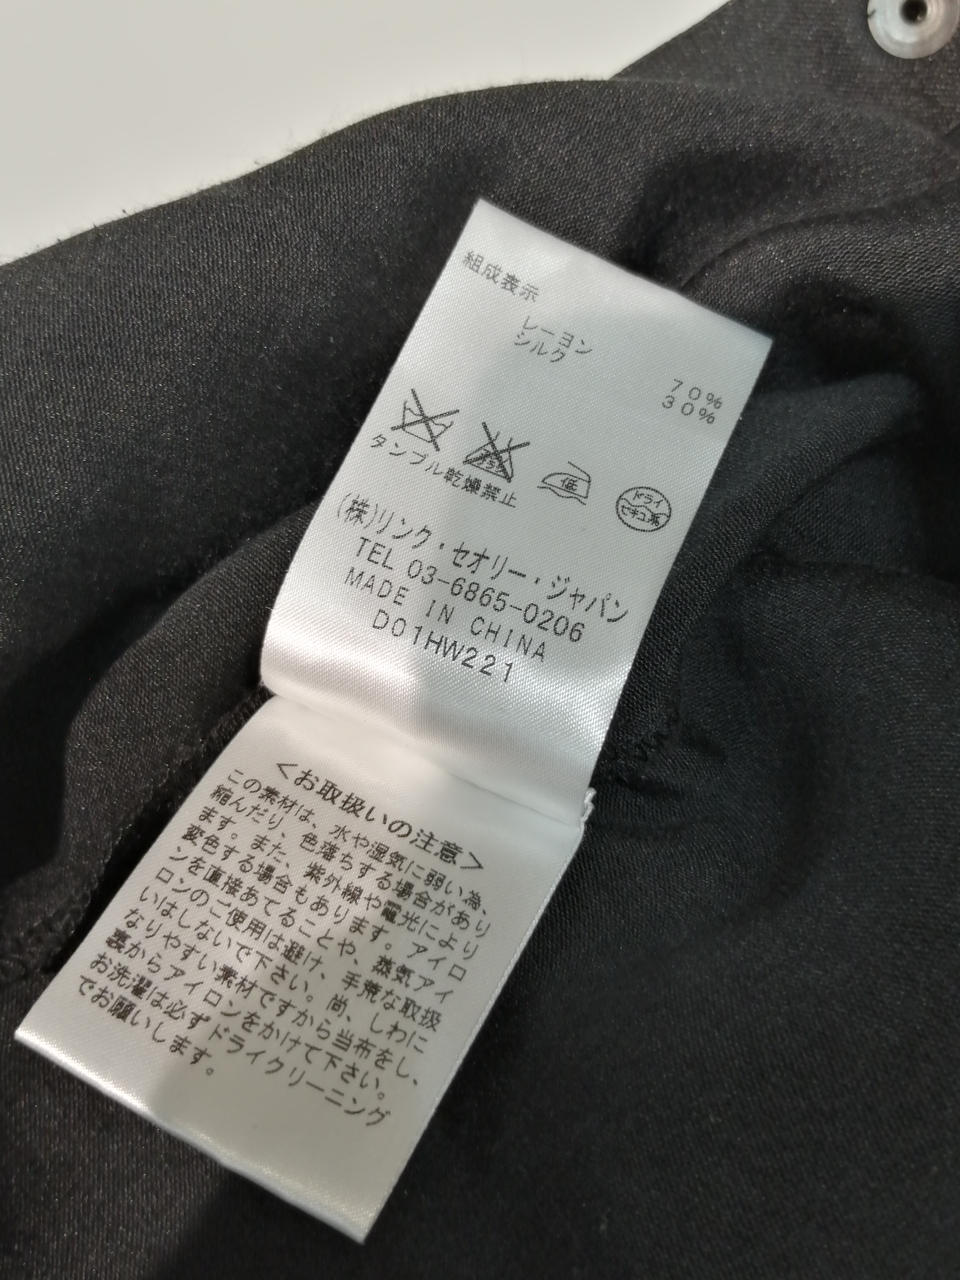 組成表示
レーヨン 70%
シルク 30%
エンソ
サラシ
低
ドライ
セキユ系
タンブル乾燥禁止
(株)リンク・セオリー・ジャパン
TEL 03-6865-0206
MADE IN CHINA
D01HW221
<お取扱いの注意>
この素材は、水や湿気に弱い為、
縮んだり、色落ちする場合があり
ます。また、紫外線や電光により
変色する場合もあります。アイロ
ンを直接あてることや、蒸気アイ
ロンのご使用は避け、手荒な取扱
いはしないで下さい。尚、しわに
なりやすい素材ですから当布をし、
裏からアイロンをかけて下さい。
お洗濯は必ずドライクリーニング
でお願いします。